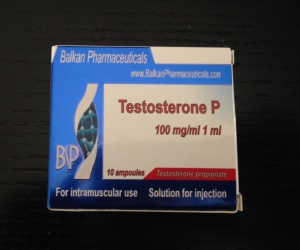 Balkan Pharmaceuticals
www.BalkanPharmaceuticals.com
Testosterone P
100 mg/ml 1 ml
BP
10 ampoules
Testosterone propionate
For intramuscular use
Solution for injection